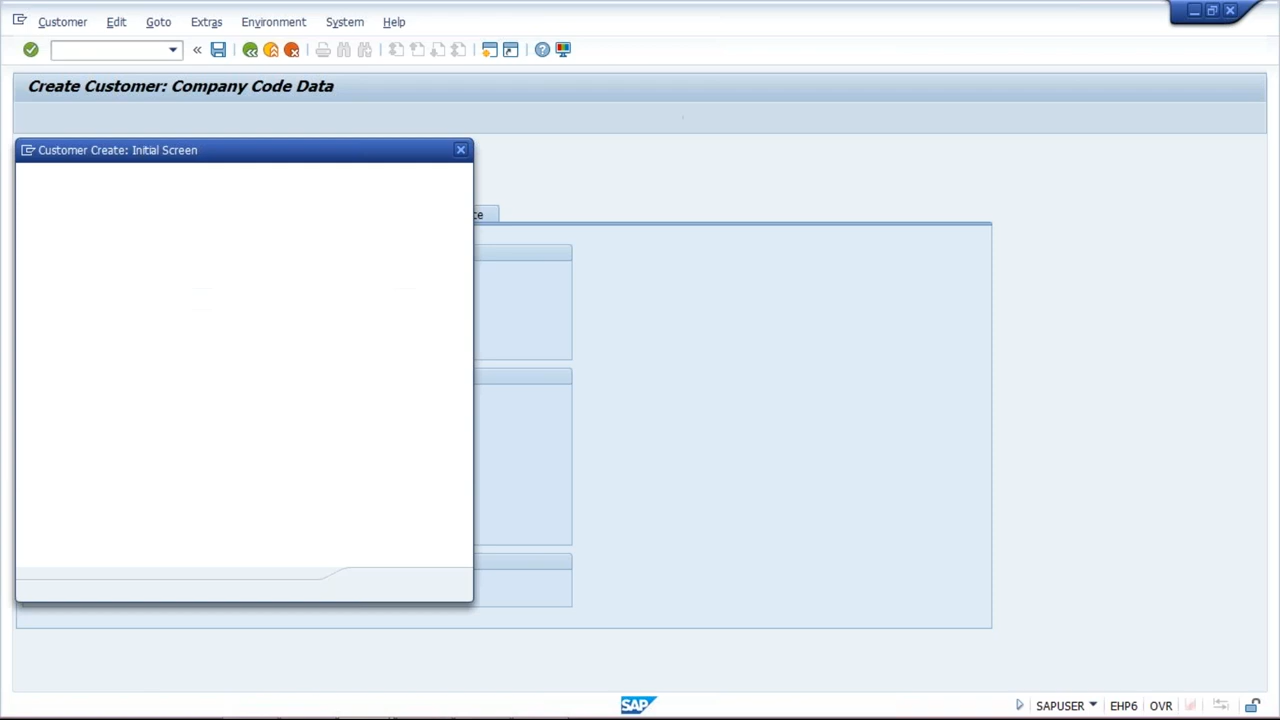 Customer Edit Goto Extras Environment System Help
Create Customer: Company Code Data
Customer Create: Initial Screen
SAP
SAPUSER EHP6 OVR